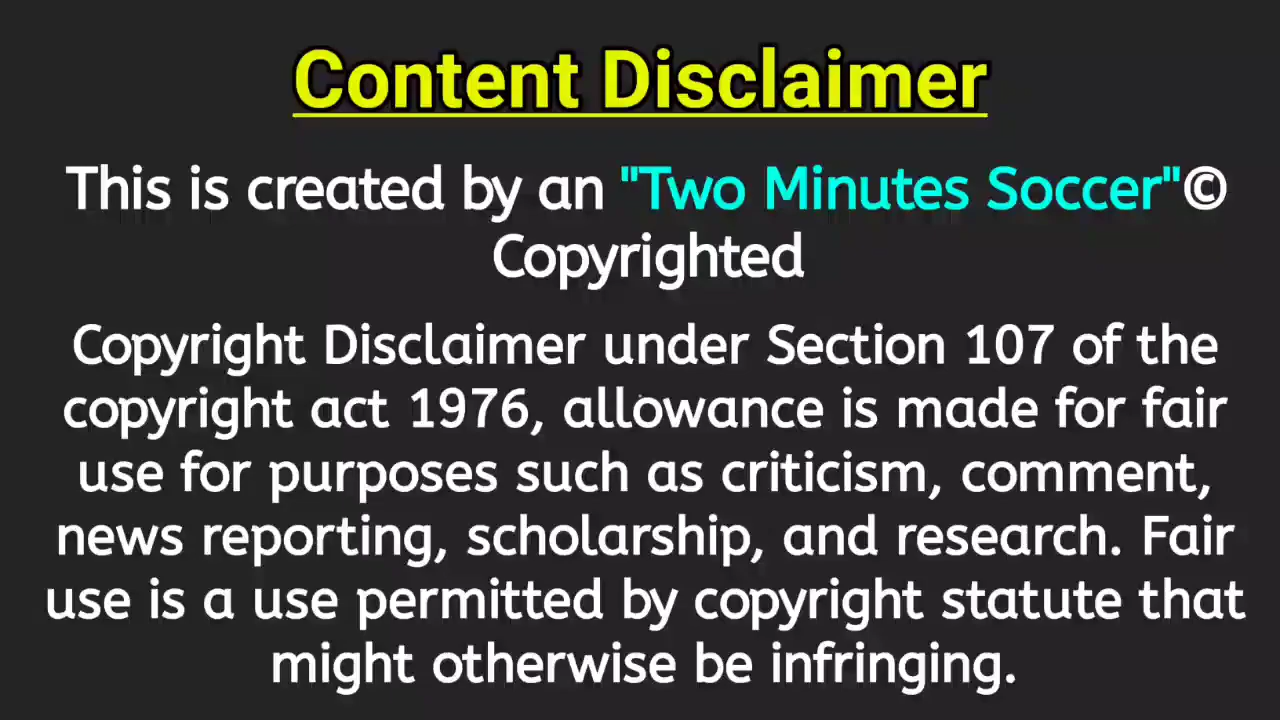 Content Disclaimer
This is created by an "Two Minutes Soccer"©
Copyrighted
Copyright Disclaimer under Section 107 of the
copyright act 1976, allowance is made for fair
use for purposes such as criticism, comment,
news reporting, scholarship, and research. Fair
use is a use permitted by copyright statute that
might otherwise be infringing.